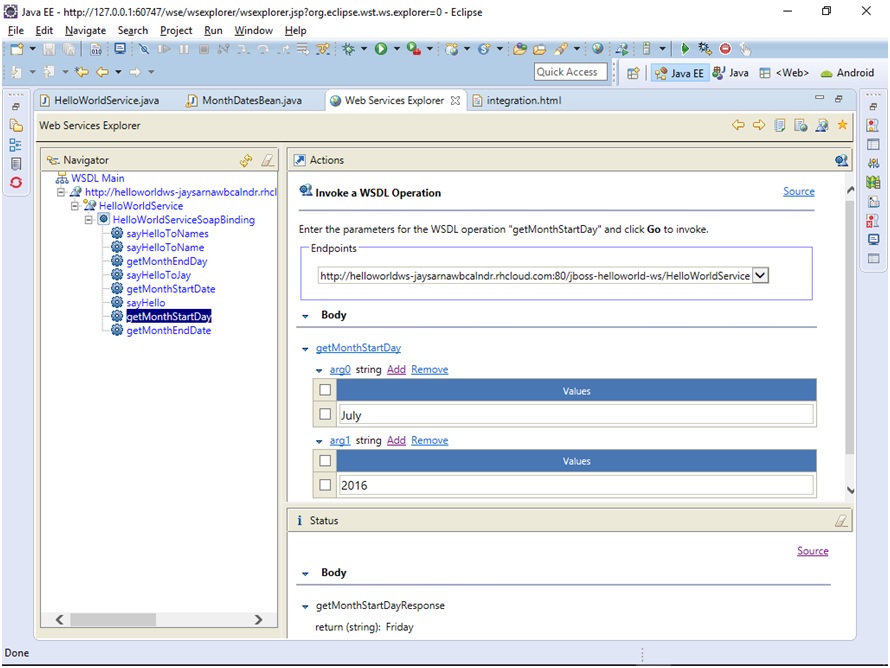 Java EE - http://127.0.0.1:60747/wse/wsexplorer/wsexplorer.jsp?org.eclipse.wst.ws.explorer=0 - Eclipse
File Edit Navigate Search Project Run Window Help
Quick Access Java EE Java <Web> Android
HelloWorldService.java MonthDatesBean.java Web Services Explorer integration.html
Web Services Explorer
Navigator
WSDL Main
http://helloworldws-jaysarnawbcalndr.rhcl
HelloWorldService
HelloWorldServiceSoapBinding
sayHelloToNames
sayHelloToName
getMonthEndDay
sayHelloToJay
getMonthStartDate
sayHello
getMonthStartDay
getMonthEndDate
Actions
Invoke a WSDL Operation
Source
Enter the parameters for the WSDL operation "getMonthStartDay" and click Go to invoke.
Endpoints
http://helloworldws-jaysarnawbcalndr.rhcloud.com:80/jboss-helloworld-ws/HelloWorldService
Body
getMonthStartDay
arg0 string Add Remove
Values
July
arg1 string Add Remove
Values
2016
Status
Source
Body
getMonthStartDayResponse
return (string): Friday
Done